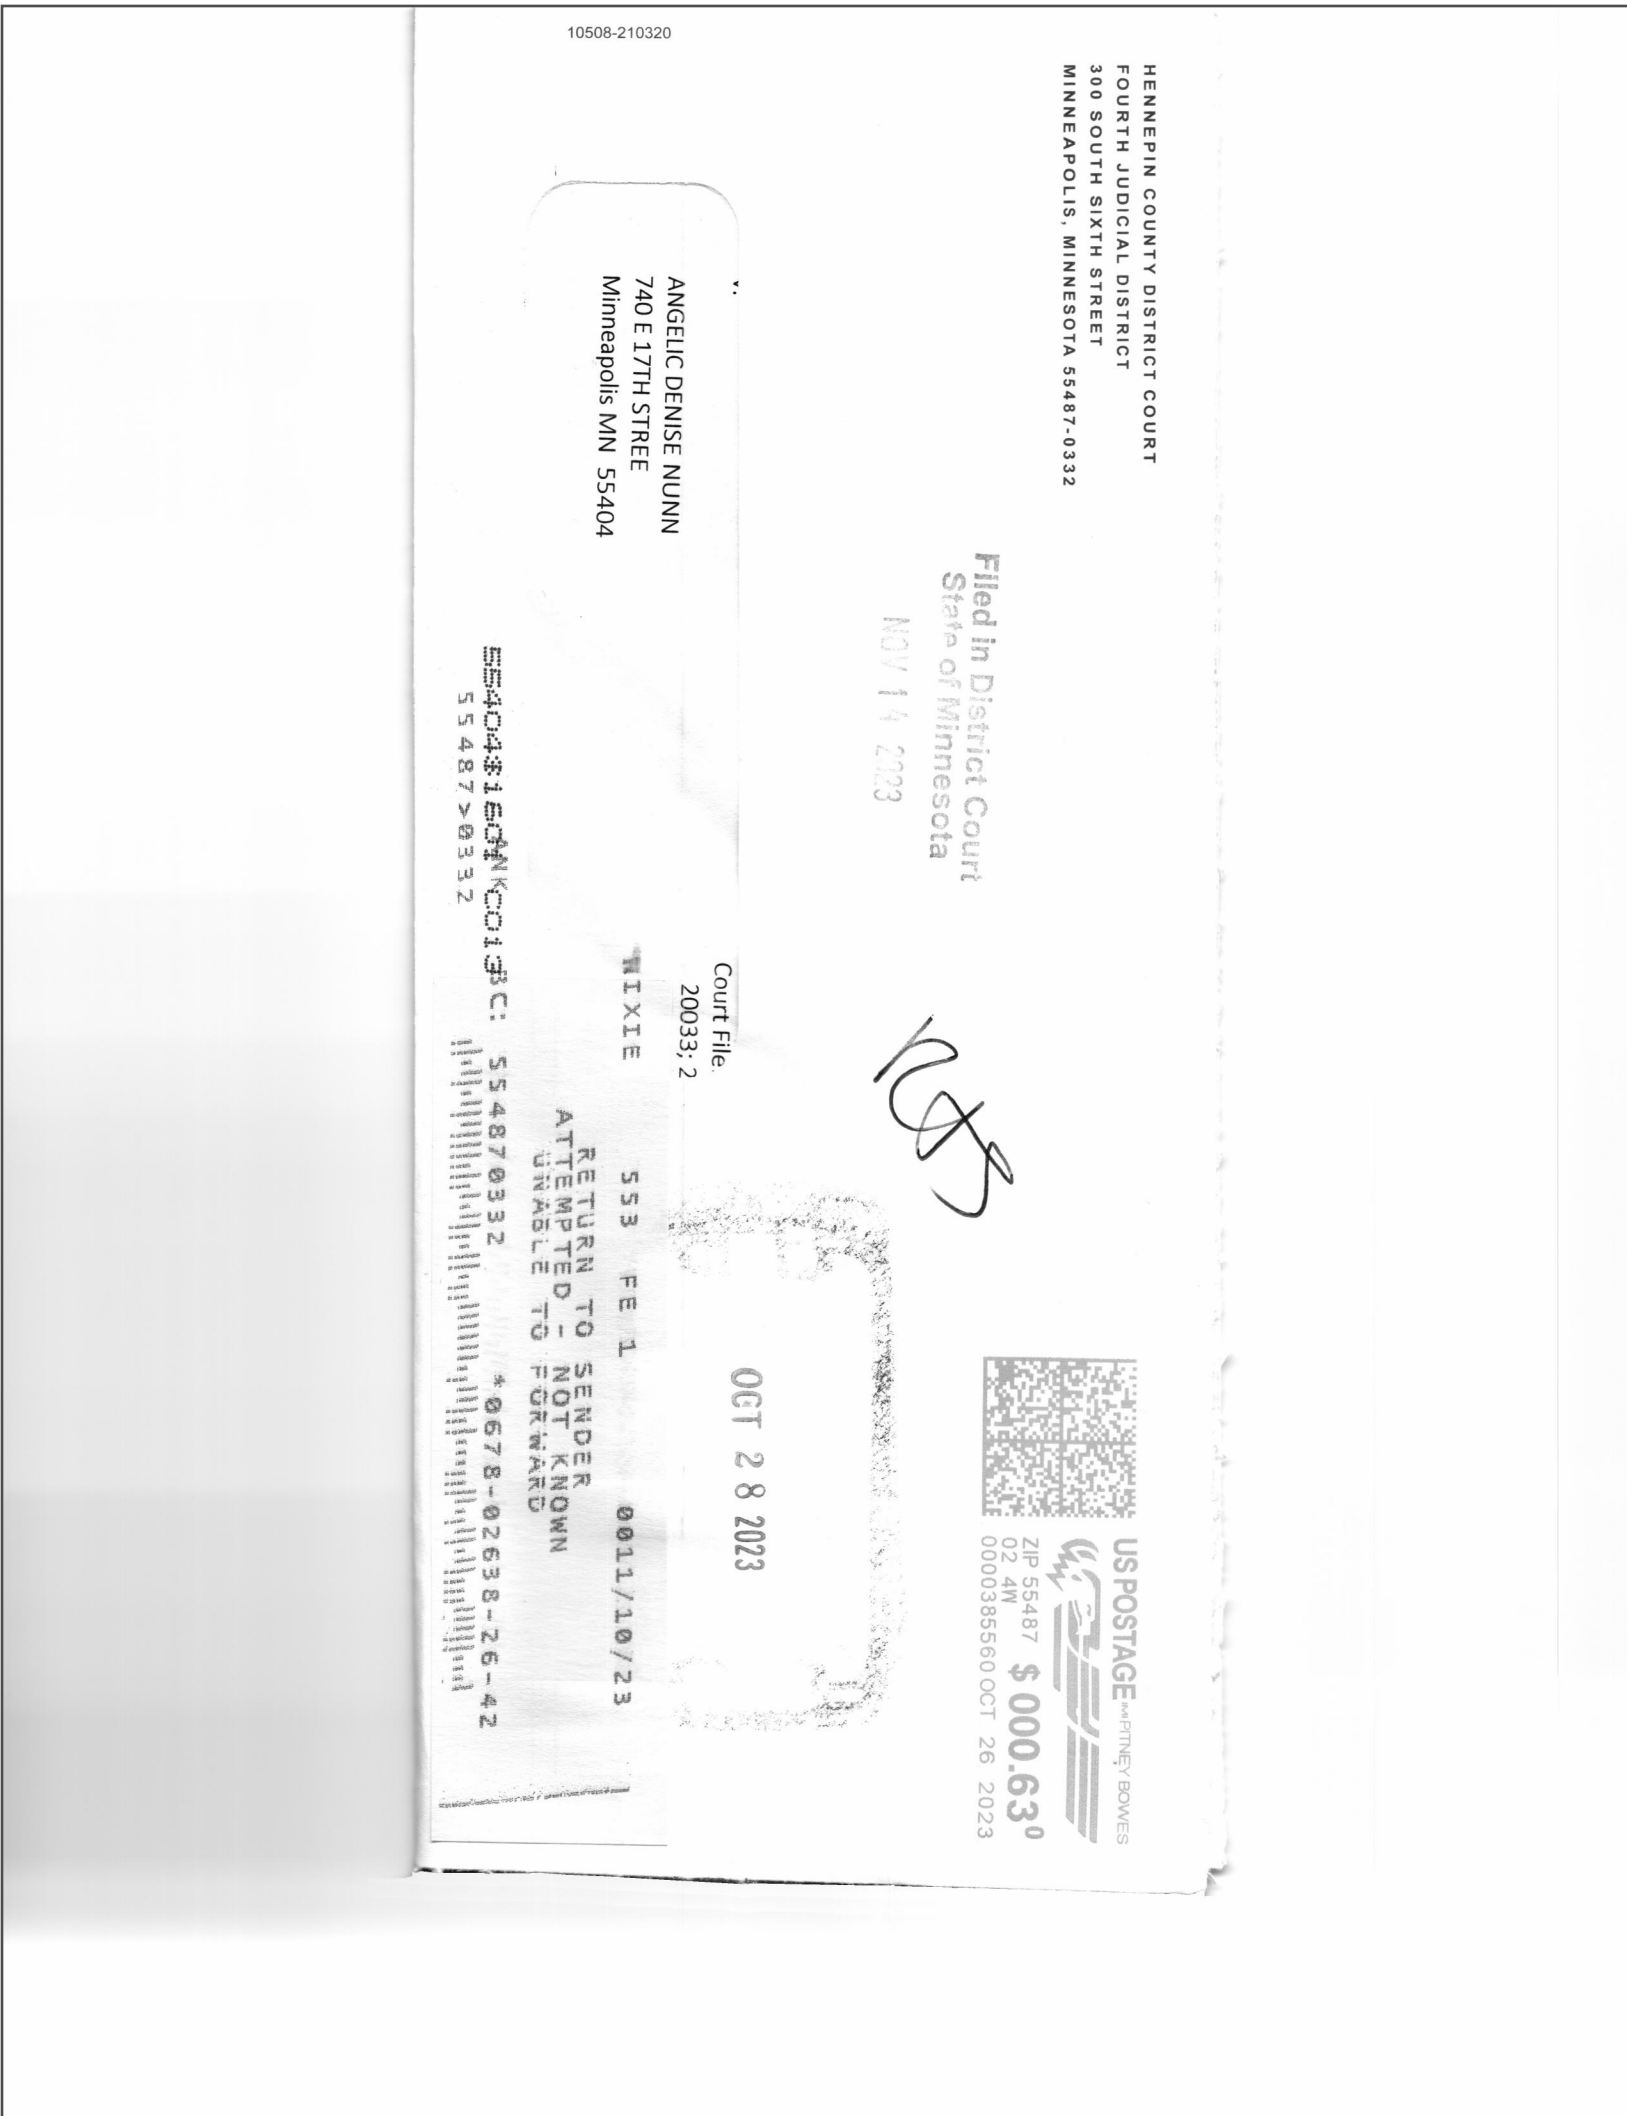 10508-210320
HENNEPIN COUNTY DISTRICT COURT
FOURTH JUDICIAL DISTRICT
300 SOUTH SIXTH STREET
MINNEAPOLIS, MINNESOTA 55487-0332
US POSTAGE IMI PITNEY BOWES
ZIP 55487 $ 000.63⁰
02 4W
0000385560 OCT 26 2023
Filed in District Court
State of Minnesota
NOV 14 2023
OCT 28 2023
v.
Court File
20033; 2
ANGELIC DENISE NUNN
740 E 17TH STREE
Minneapolis MN 55404
NIXIE 553 FE 1 0011/10/23
RETURN TO SENDER
ATTEMPTED - NOT KNOWN
UNABLE TO FORWARD
BC: 554870332 *0678-02638-26-42
55487>0332